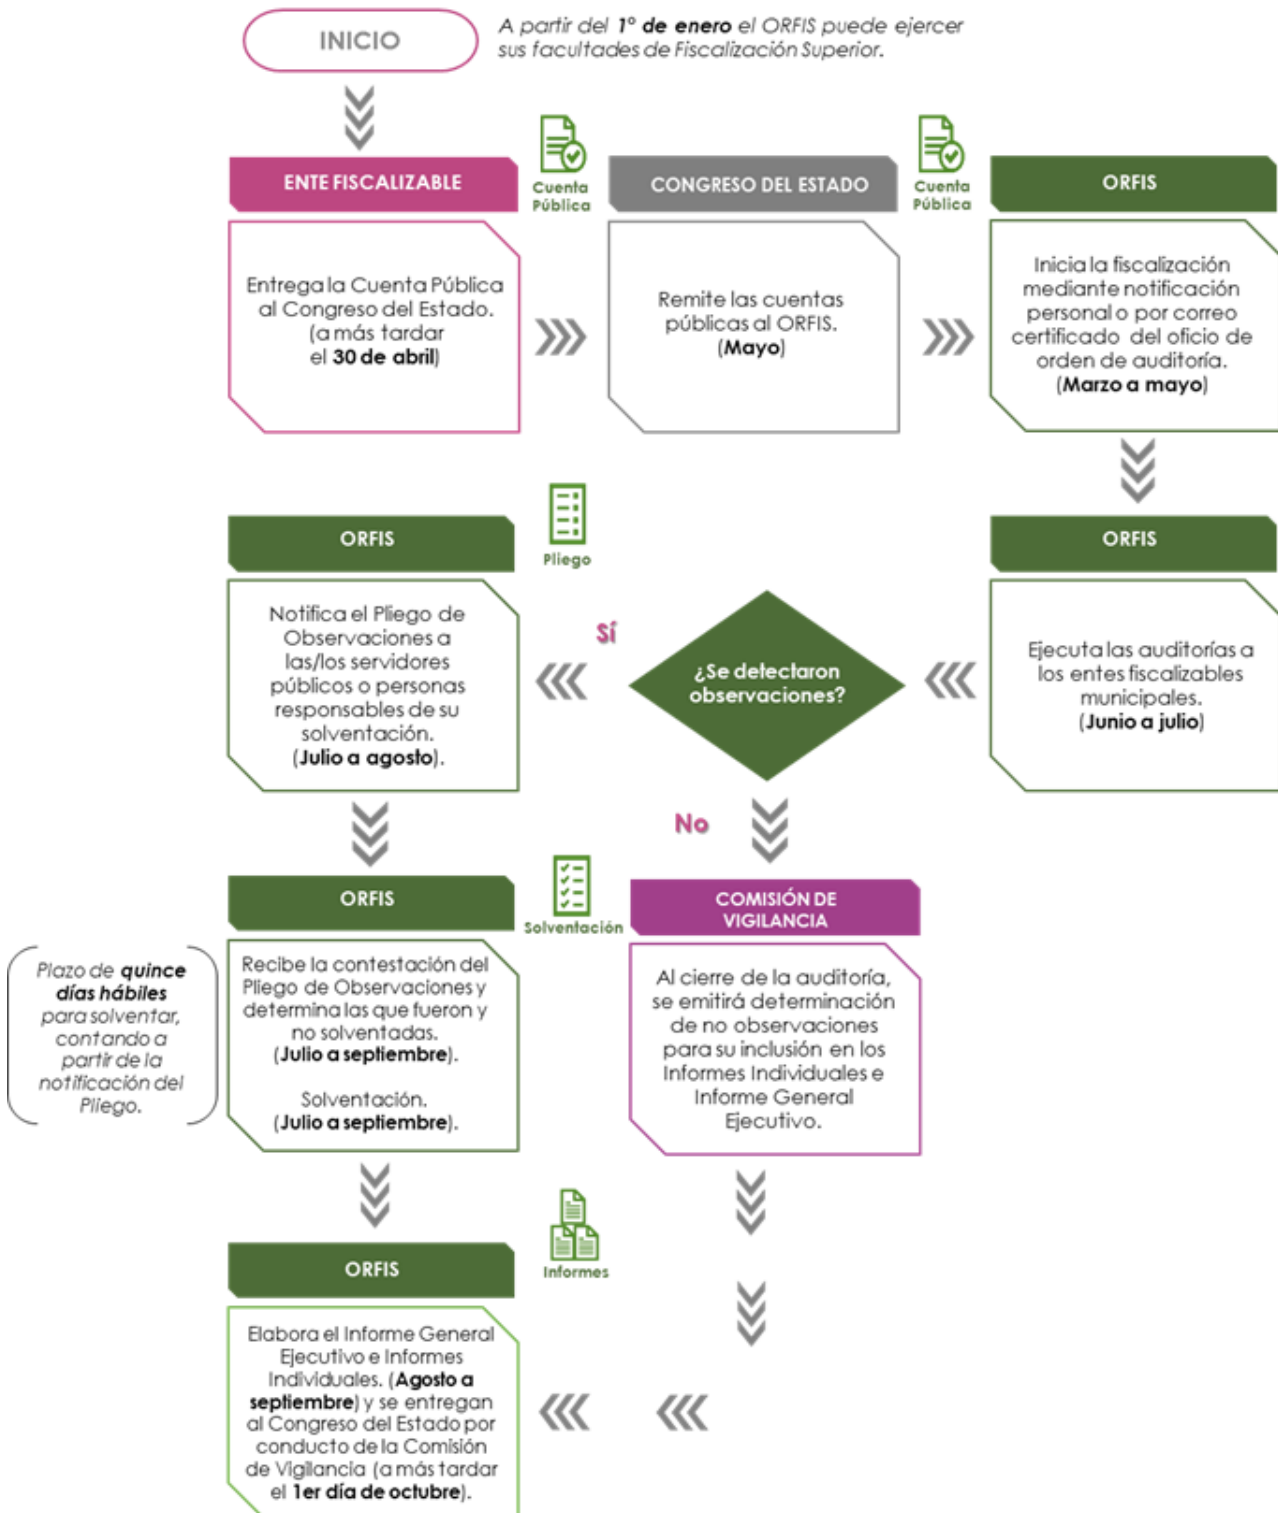 INICIO
A partir del 1° de enero el ORFIS puede ejercer
sus facultades de Fiscalización Superior.
ENTE FISCALIZABLE
Cuenta
Pública
CONGRESO DEL ESTADO
Cuenta
Pública
ORFIS
Entrega la Cuenta Pública
al Congreso del Estado.
(a más tardar
el 30 de abril)
Remite las cuentas
públicas al ORFIS.
(Mayo)
Inicia la fiscalización
mediante notificación
personal o por correo
certificado del oficio de
orden de auditoría.
(Marzo a mayo)
ORFIS
Pliego
ORFIS
Notifica el Pliego de
Observaciones a
las/los servidores
públicos o personas
responsables de su
solventación.
(Julio a agosto).
Sí
¿Se detectaron
observaciones?
Ejecuta las auditorías a
los entes fiscalizables
municipales.
(Junio a julio)
No
ORFIS
Solventación
COMISIÓN DE
VIGILANCIA
Plazo de quince
días hábiles
para solventar,
contando a
partir de la
notificación del
Pliego.
Recibe la contestación del
Pliego de Observaciones y
determina las que fueron y
no solventadas.
(Julio a septiembre).
Solventación.
(Julio a septiembre).
Al cierre de la auditoría,
se emitirá determinación
de no observaciones
para su inclusión en los
Informes Individuales e
Informe General
Ejecutivo.
ORFIS
Informes
Elabora el Informe General
Ejecutivo e Informes
Individuales. (Agosto a
septiembre) y se entregan
al Congreso del Estado por
conducto de la Comisión
de Vigilancia (a más tardar
el 1er día de octubre).